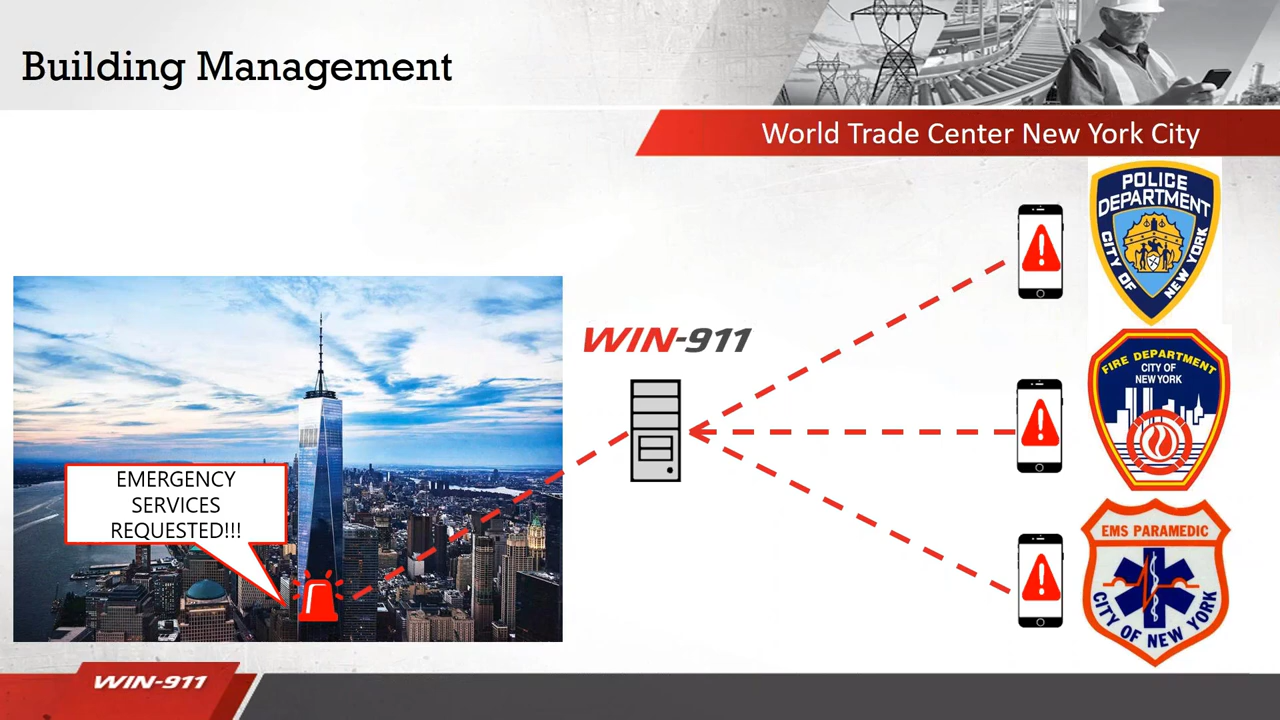 Building Management
World Trade Center New York City
POLICE
DEPARTMENT
CITY OF
NEW YORK
WIN-911
FIRE DEPARTMENT
CITY OF
NEW YORK
EMERGENCY
SERVICES
REQUESTED!!!
EMS PARAMEDIC
CITY OF NEW YORK
WIN-911